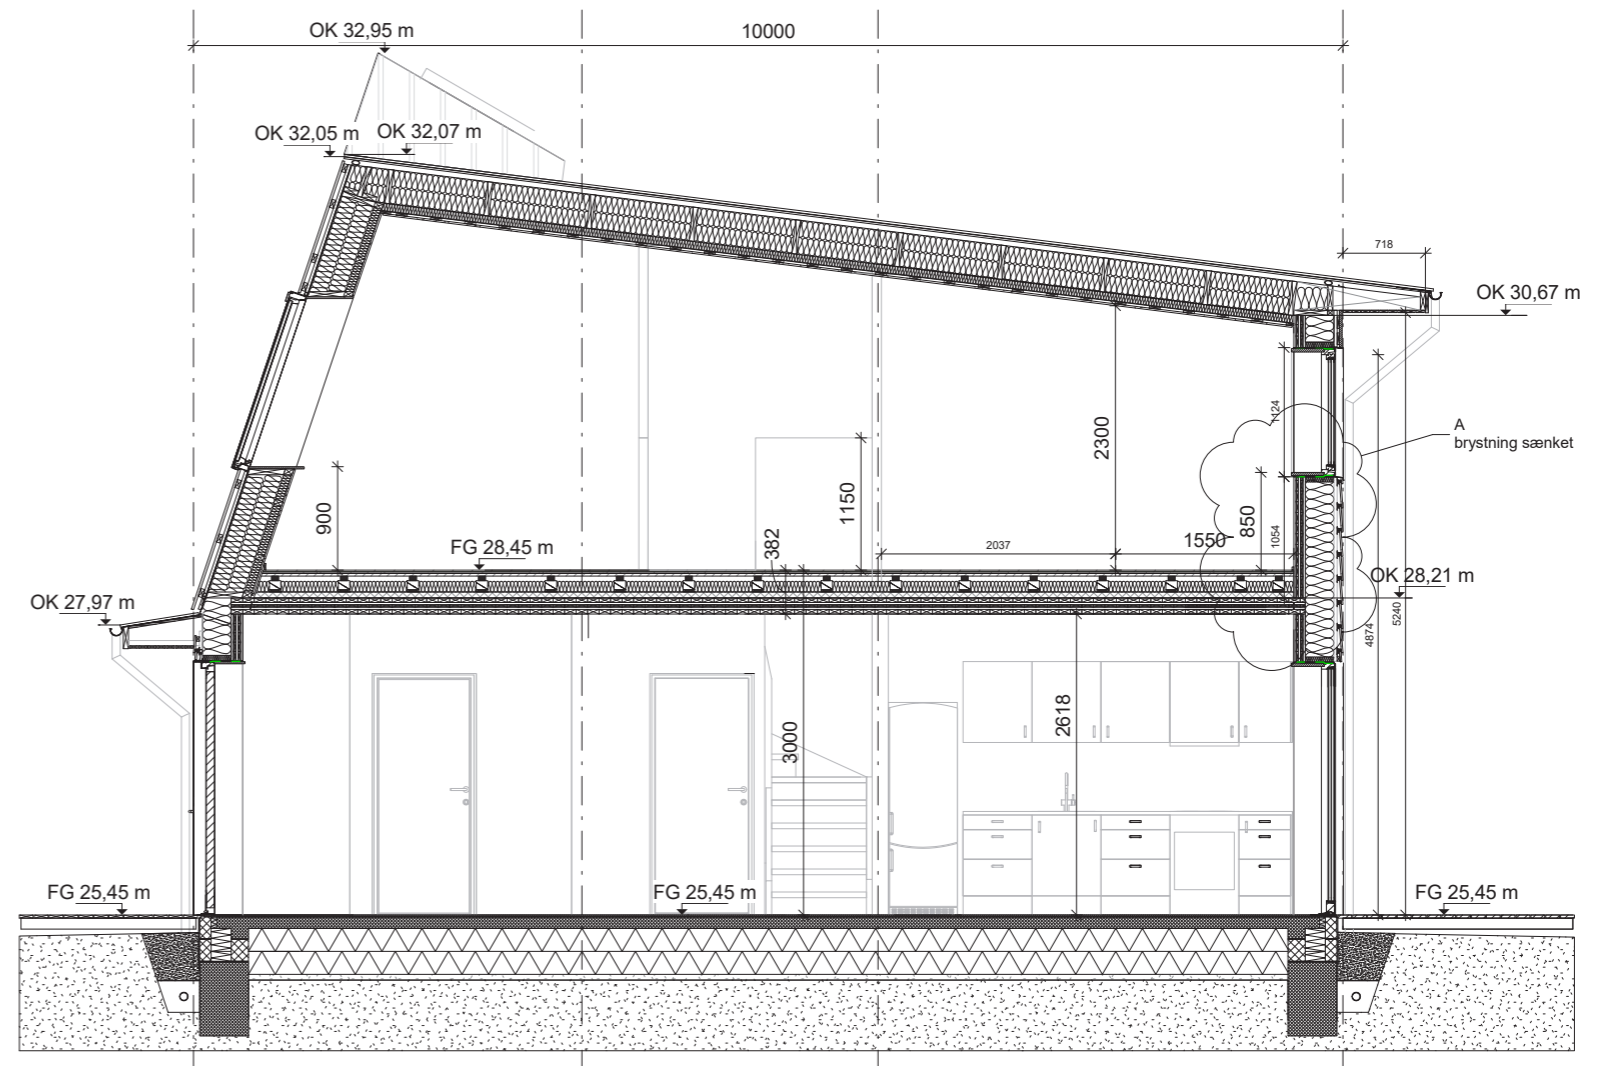 OK 32,95 m
10000
OK 32,05 m
OK 32,07 m
718
OK 30,67 m
A
brystning sænket
1124
2300
900
1150
850
1054
1550
2037
382
FG 28,45 m
OK 28,21 m
OK 27,97 m
5240
4874
2618
3000
FG 25,45 m
FG 25,45 m
FG 25,45 m